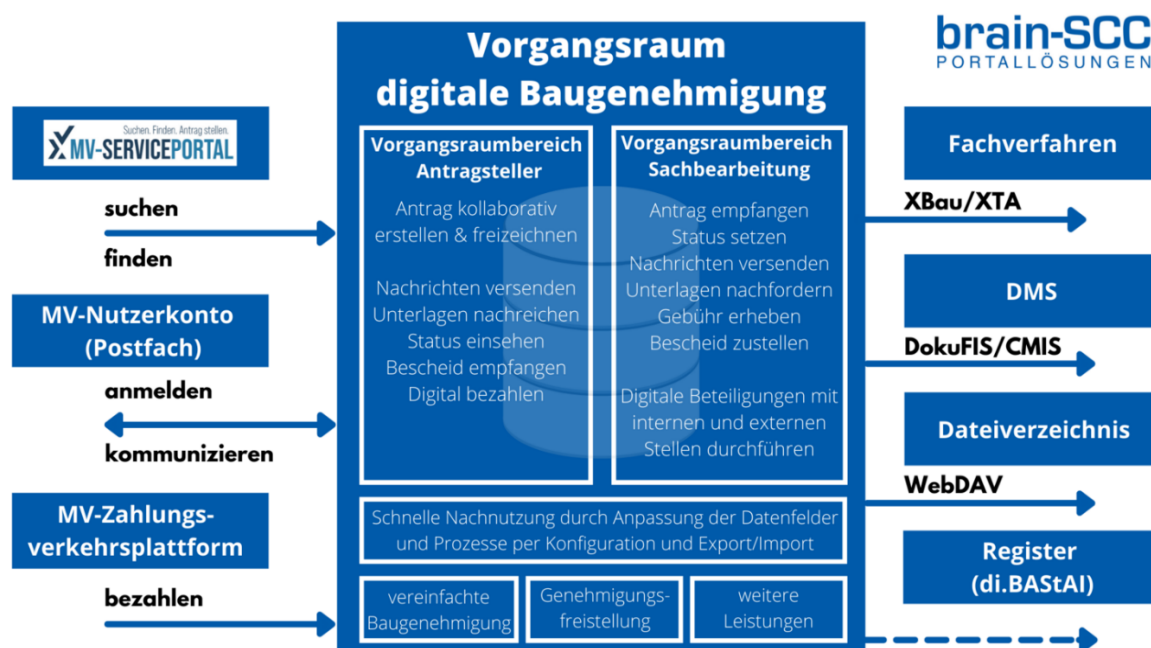 Vorgangsraum
digitale Baugenehmigung
brain-SCC
PORTALLÖSUNGEN
Suchen. Finden. Antrag stellen.
MV-SERVICEPORTAL
suchen
finden
MV-Nutzerkonto
(Postfach)
anmelden
kommunizieren
MV-Zahlungs-
verkehrsplattform
bezahlen
Vorgangsraumbereich
Antragsteller
Antrag kollaborativ
erstellen & freizeichnen
Nachrichten versenden
Unterlagen nachreichen
Status einsehen
Bescheid empfangen
Digital bezahlen
Vorgangsraumbereich
Sachbearbeitung
Antrag empfangen
Status setzen
Nachrichten versenden
Unterlagen nachfordern
Gebühr erheben
Bescheid zustellen
Digitale Beteiligungen mit
internen und externen
Stellen durchführen
Schnelle Nachnutzung durch Anpassung der Datenfelder
und Prozesse per Konfiguration und Export/Import
vereinfachte
Baugenehmigung
Genehmigungs-
freistellung
weitere
Leistungen
Fachverfahren
XBau/XTA
DMS
DokuFIS/CMIS
Dateiverzeichnis
WebDAV
Register
(di.BAStAI)